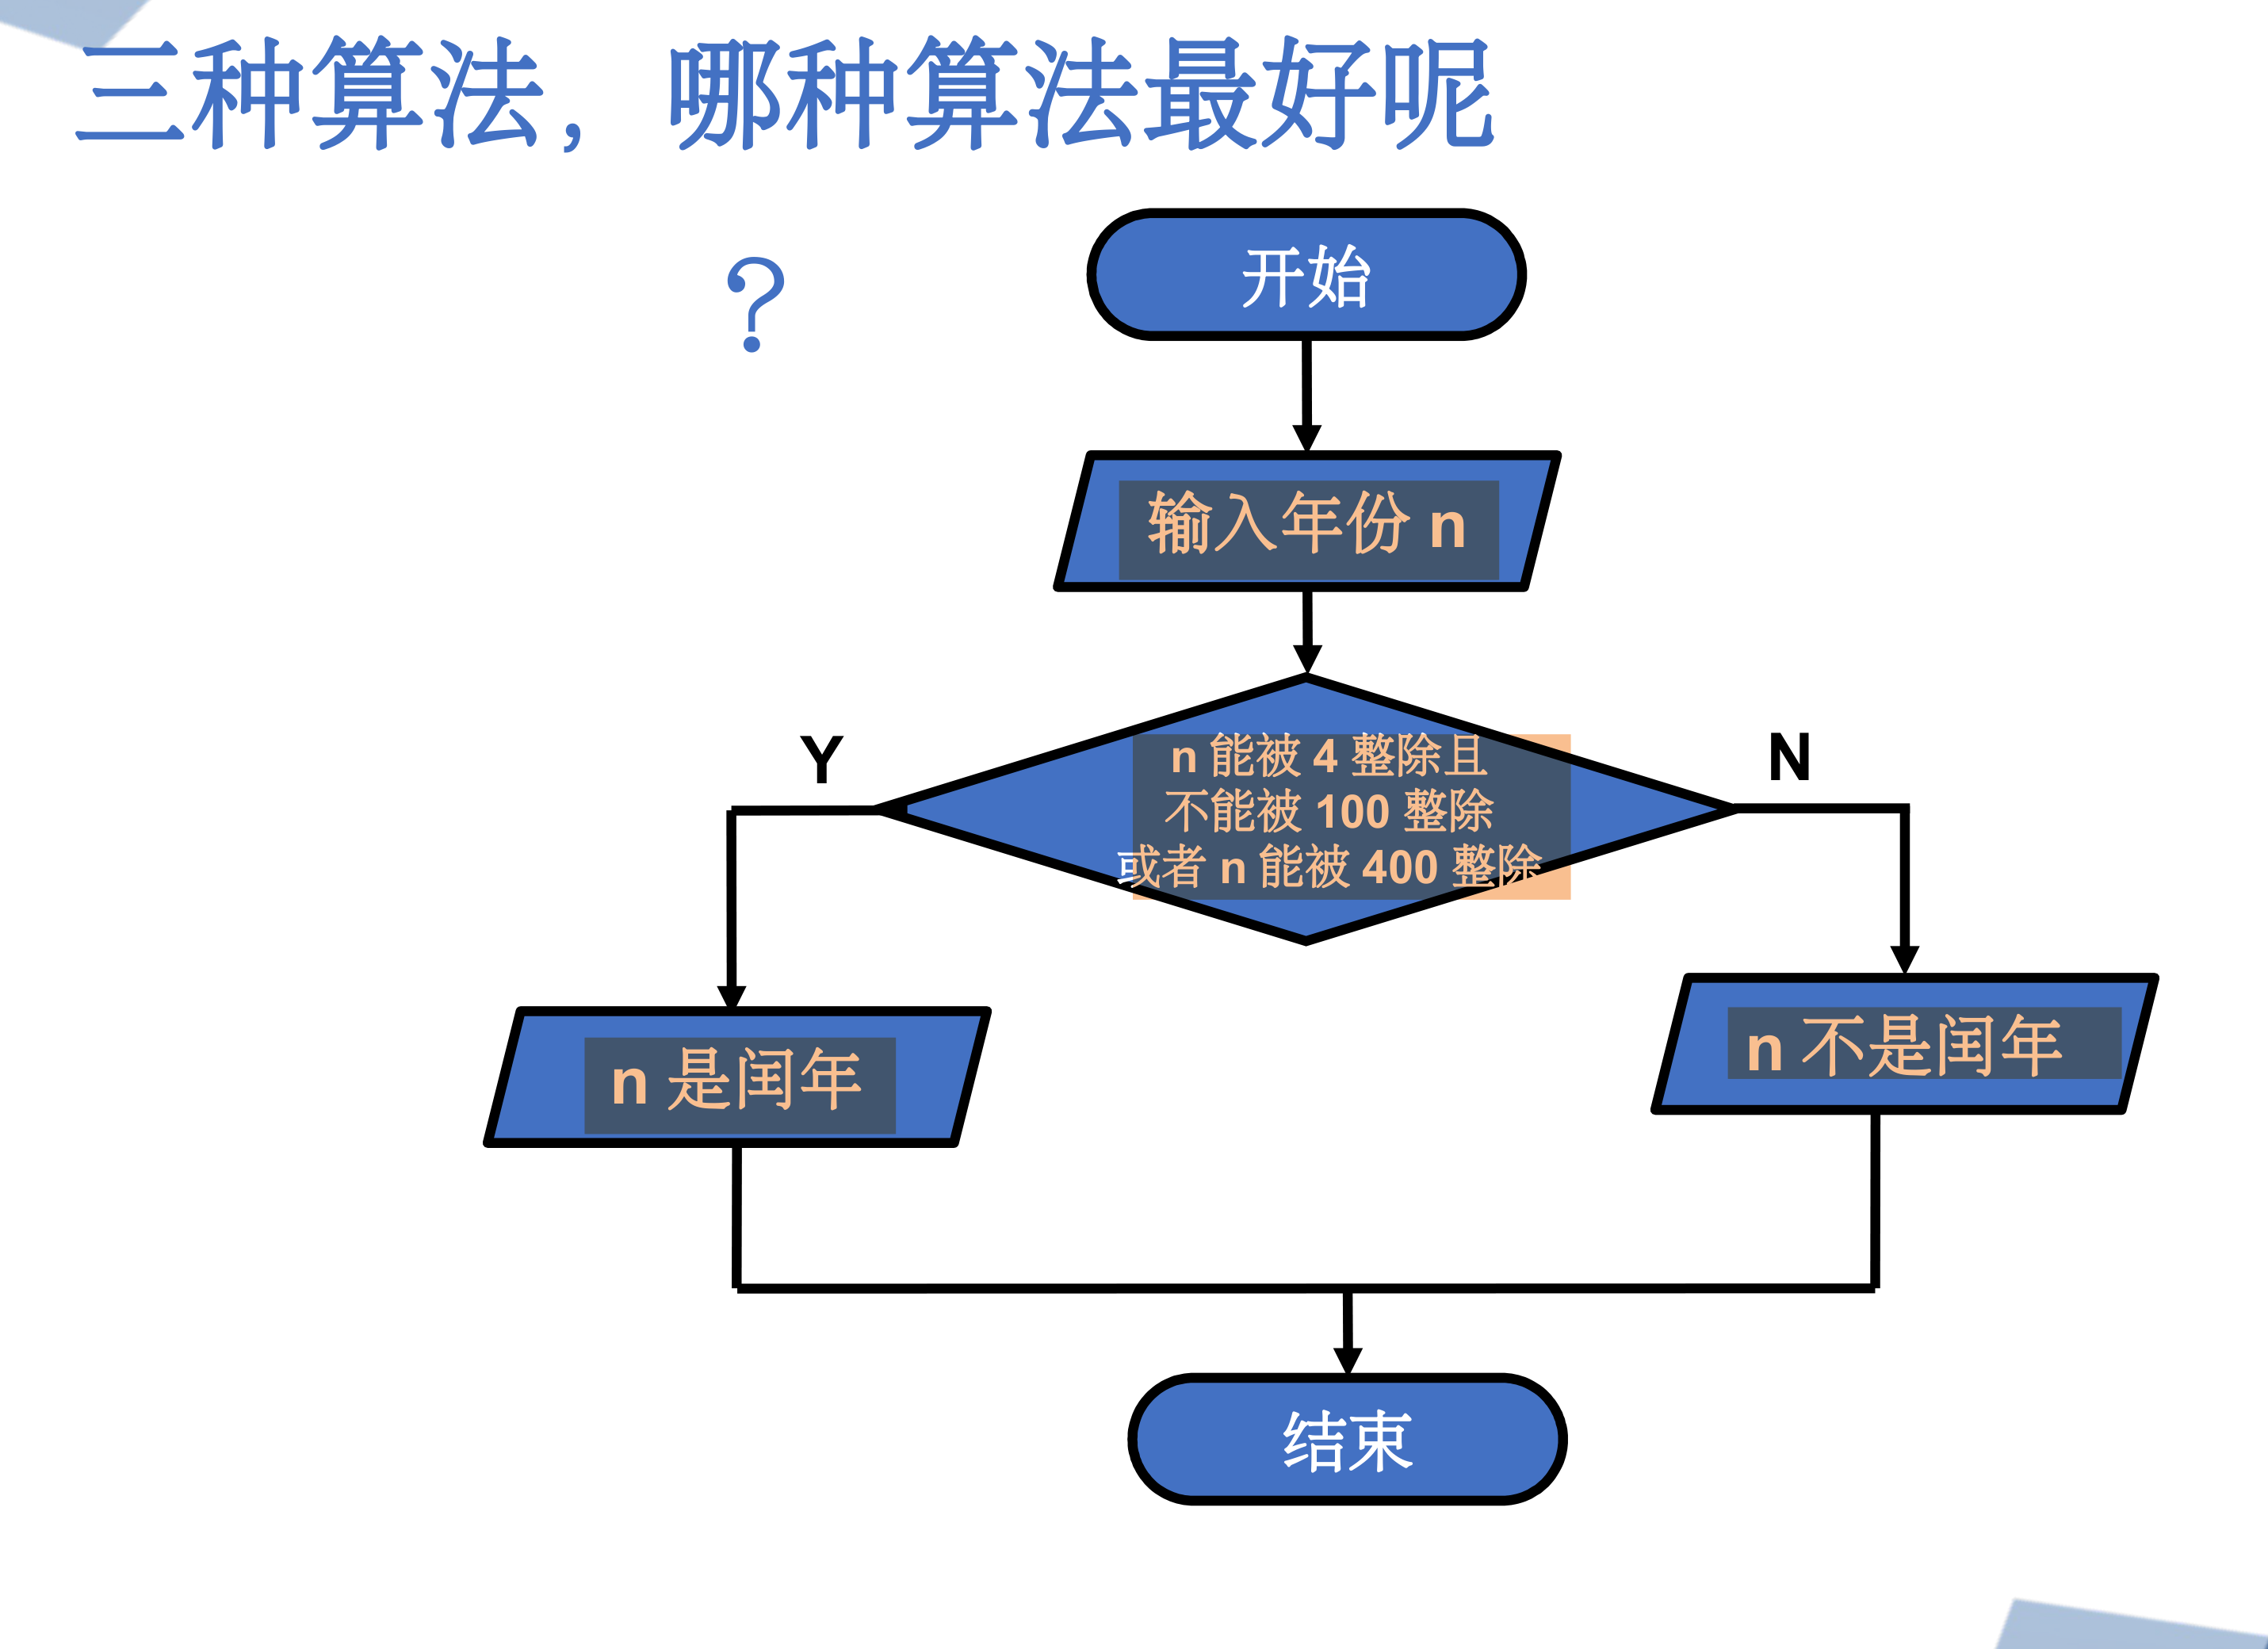 三种算法，哪种算法最好呢
？
开始
输入年份 n
n 能被 4 整除且
不能被 100 整除
或者 n 能被 400 整除
Y
N
n 是闰年
n 不是闰年
结束